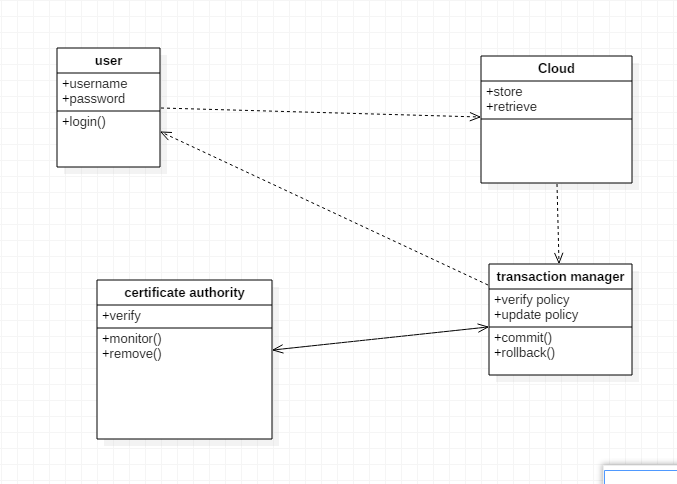 user
+username
+password
+login()
Cloud
+store
+retrieve
certificate authority
+verify
+monitor()
+remove()
transaction manager
+verify policy
+update policy
+commit()
+rollback()